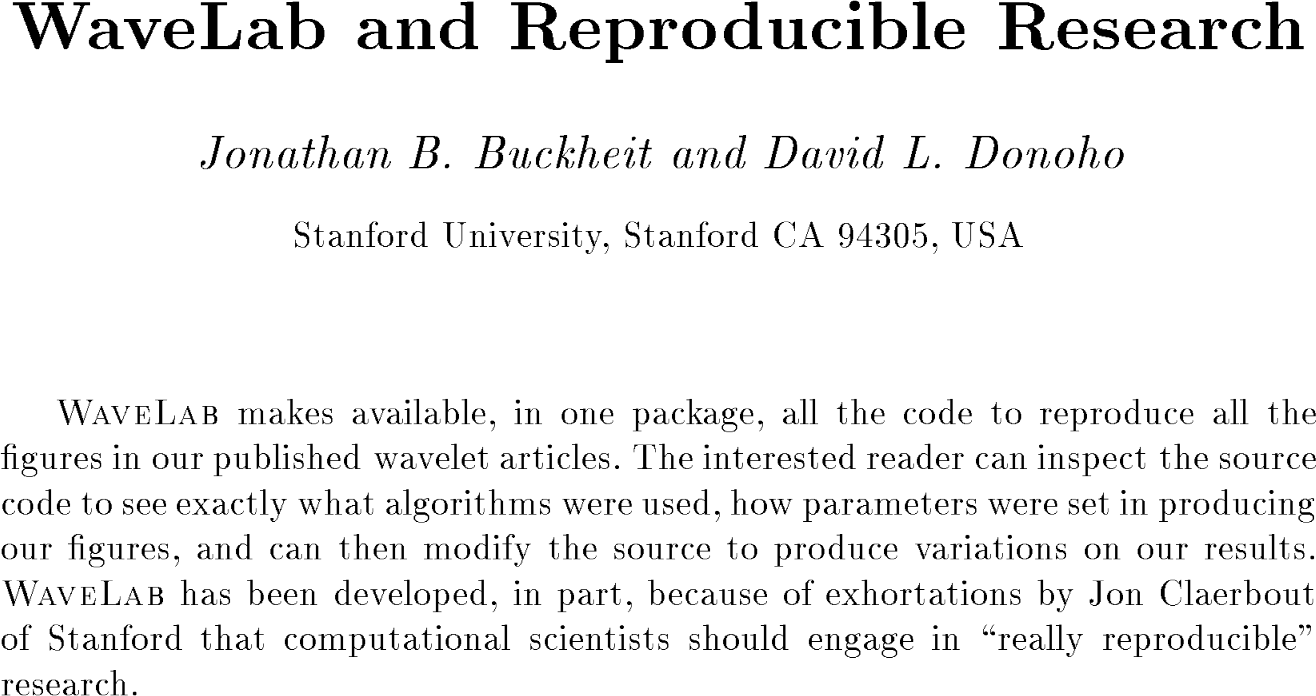 WaveLab and Reproducible Research
Jonathan B. Buckheit and David L. Donoho
Stanford University, Stanford CA 94305, USA
WAVELAB makes available, in one package, all the code to reproduce all the
figures in our published wavelet articles. The interested reader can inspect the source
code to see exactly what algorithms were used, how parameters were set in producing
our figures, and can then modify the source to produce variations on our results.
WAVELAB has been developed, in part, because of exhortations by Jon Claerbout
of Stanford that computational scientists should engage in “really reproducible”
research.